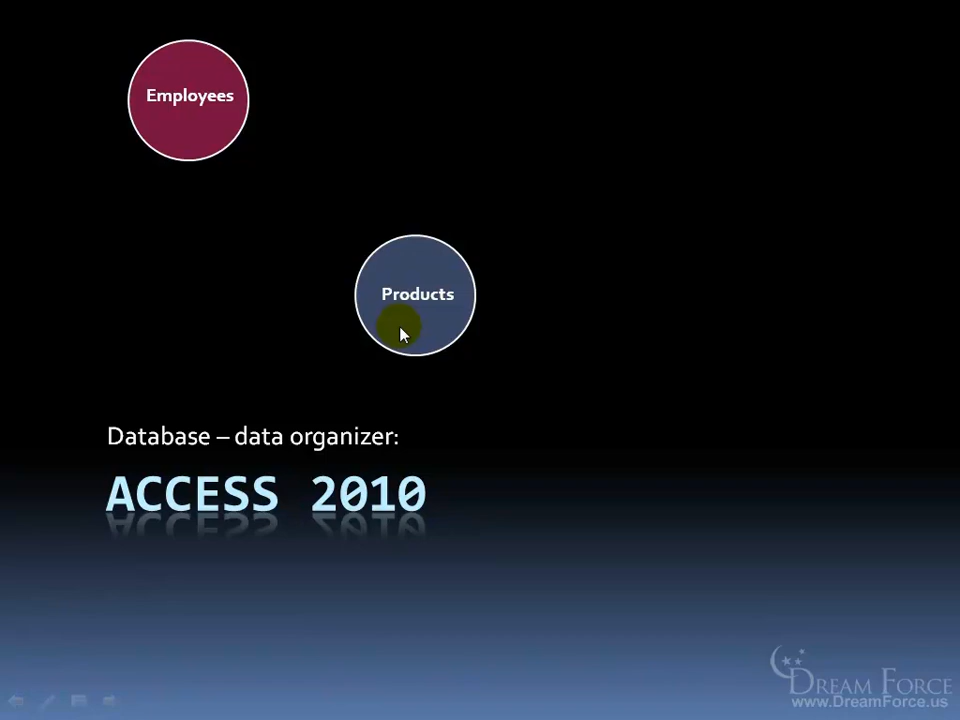 Employees
Products
Database – data organizer:
ACCESS 2010
DREAM FORCE
www.DreamForce.us